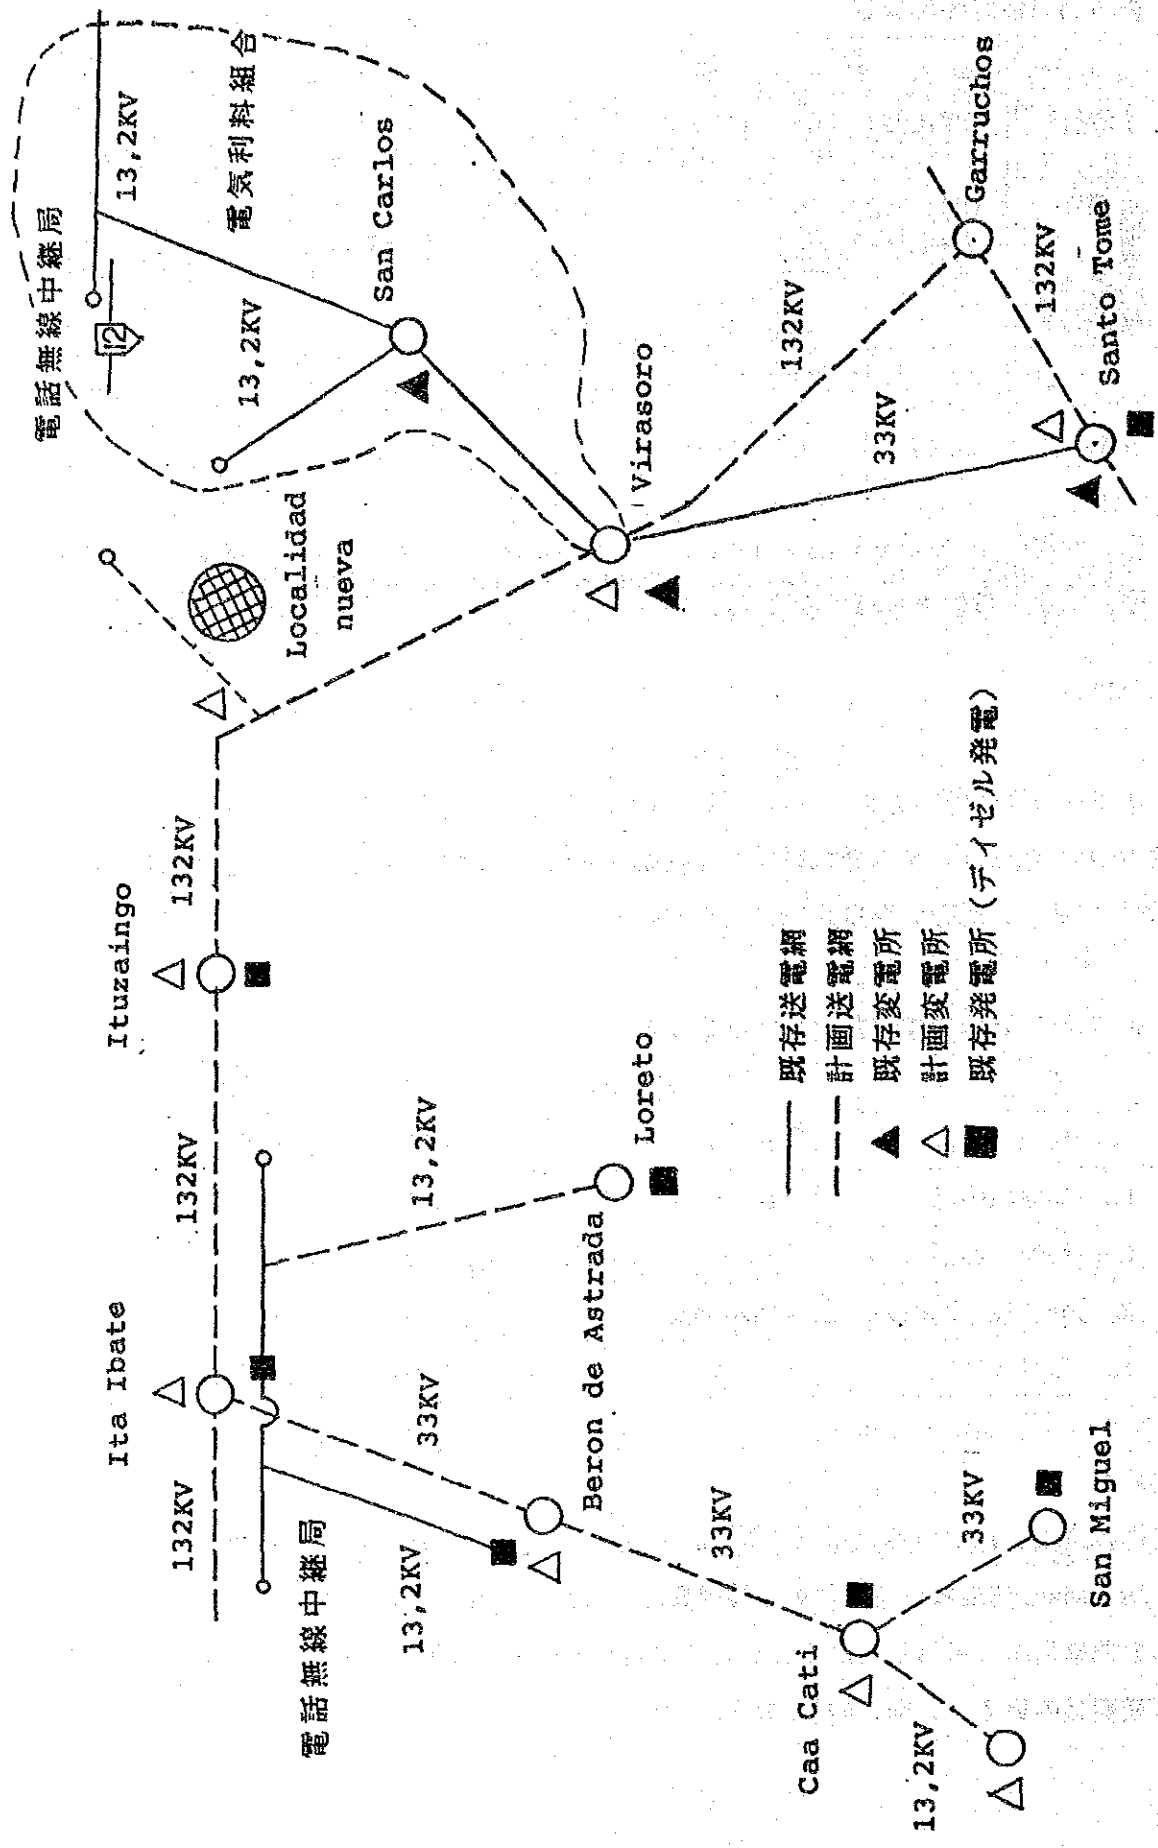 132KV
Ita Ibate
132KV
Ituzaingo
132KV
電話無線中継局
12
13,2KV
13,2KV
電気利料組合
San Carlos
Localidad
nueva
電話無線中継局
13,2KV
33KV
13,2KV
Beron de Astrada
Loreto
Virasoro
132KV
33KV
Garruchos
132KV
Santo Tome
Caa Cati
33KV
13,2KV
33KV
San Miguel
既存送電網
計画送電網
既存変電所
計画変電所
既存発電所（ディゼル発電）